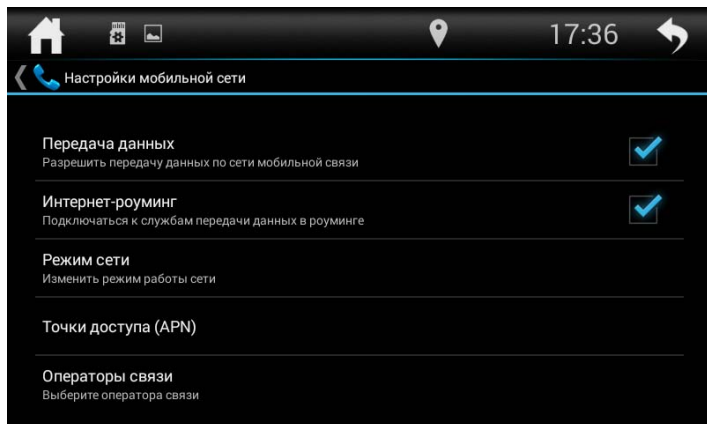 17:36
Настройки мобильной сети
Передача данных
Разрешить передачу данных по сети мобильной связи
Интернет-роуминг
Подключаться к службам передачи данных в роуминге
Режим сети
Изменить режим работы сети
Точки доступа (APN)
Операторы связи
Выберите оператора связи